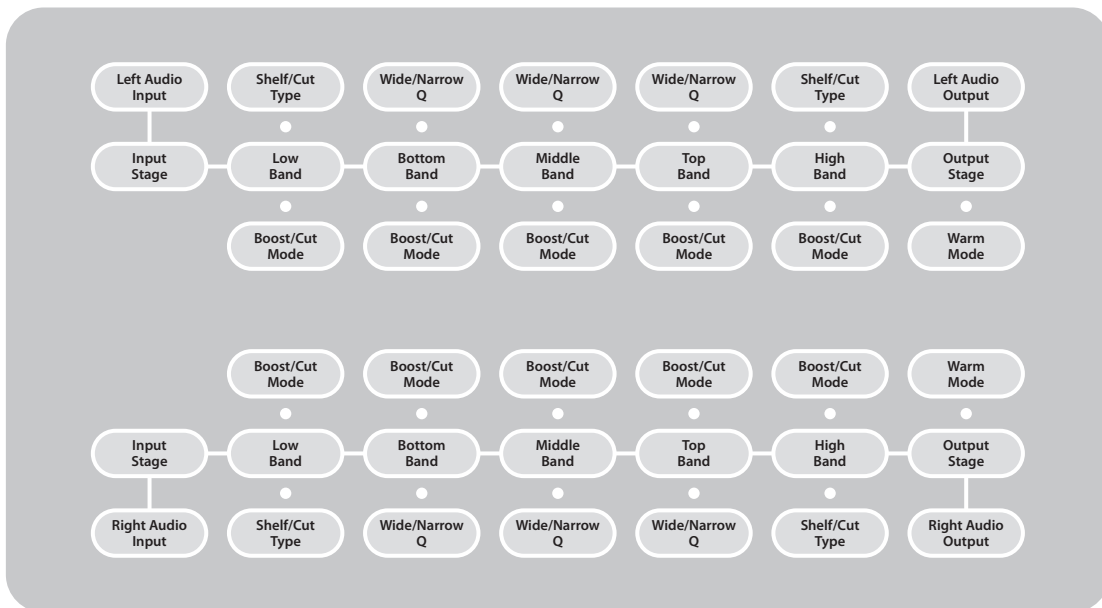 Left Audio
Input
Shelf/Cut
Type
Wide/Narrow
Q
Wide/Narrow
Q
Wide/Narrow
Q
Shelf/Cut
Type
Left Audio
Output
Input
Stage
Low
Band
Bottom
Band
Middle
Band
Top
Band
High
Band
Output
Stage
Boost/Cut
Mode
Boost/Cut
Mode
Boost/Cut
Mode
Boost/Cut
Mode
Boost/Cut
Mode
Warm
Mode
Boost/Cut
Mode
Boost/Cut
Mode
Boost/Cut
Mode
Boost/Cut
Mode
Boost/Cut
Mode
Warm
Mode
Input
Stage
Low
Band
Bottom
Band
Middle
Band
Top
Band
High
Band
Output
Stage
Right Audio
Input
Shelf/Cut
Type
Wide/Narrow
Q
Wide/Narrow
Q
Wide/Narrow
Q
Shelf/Cut
Type
Right Audio
Output